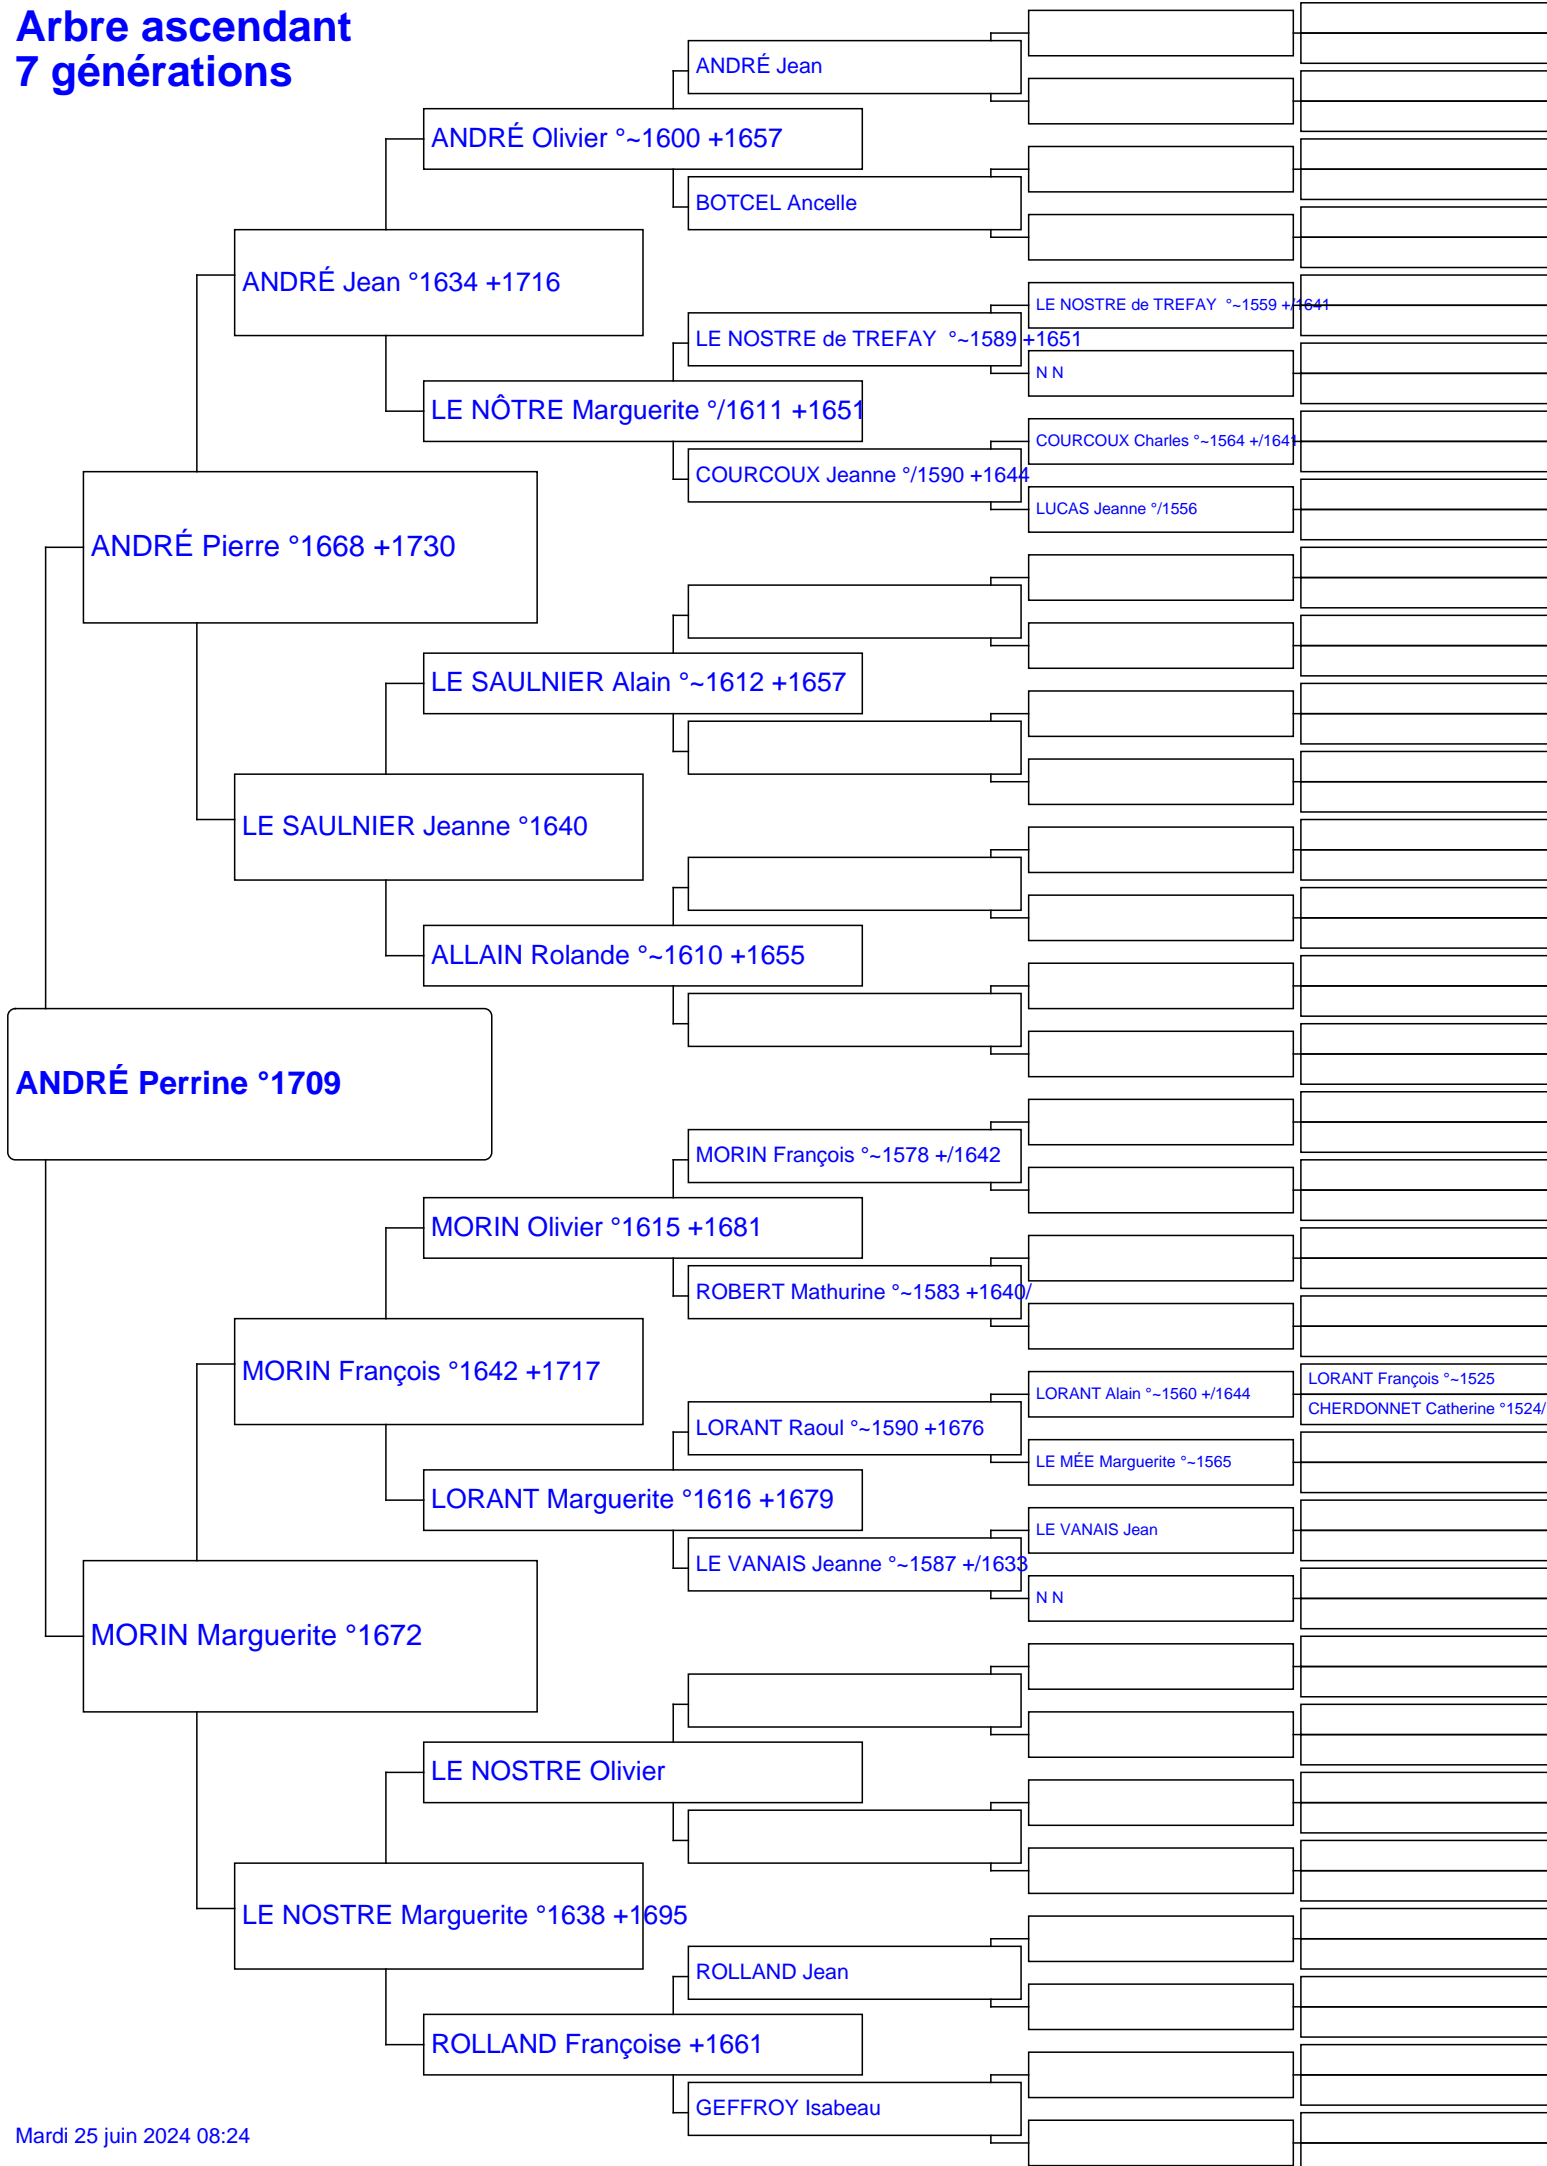 Arbre ascendant
7 générations
ANDRÉ Jean
ANDRÉ Olivier °~1600 +1657
BOTCEL Ancelle
ANDRÉ Jean °1634 +1716
LE NOSTRE de TREFAY  °~1559 +/1641
LE NOSTRE de TREFAY  °~1589 +1651
N N
LE NÔTRE Marguerite °/1611 +1651
COURCOUX Charles °~1564 +/1641
COURCOUX Jeanne °/1590 +1644
LUCAS Jeanne °/1556
ANDRÉ Pierre °1668 +1730
LE SAULNIER Alain °~1612 +1657
LE SAULNIER Jeanne °1640
ALLAIN Rolande °~1610 +1655
ANDRÉ Perrine °1709
MORIN François °~1578 +/1642
MORIN Olivier °1615 +1681
ROBERT Mathurine °~1583 +1640/
MORIN François °1642 +1717
LORANT François °~1525
LORANT Alain °~1560 +/1644
CHERDONNET Catherine °1524/
LORANT Raoul °~1590 +1676
LE MÉE Marguerite °~1565
LORANT Marguerite °1616 +1679
LE VANAIS Jean
LE VANAIS Jeanne °~1587 +/1633
N N
MORIN Marguerite °1672
LE NOSTRE Olivier
LE NOSTRE Marguerite °1638 +1695
ROLLAND Jean
ROLLAND Françoise +1661
GEFFROY Isabeau
Mardi 25 juin 2024 08:24